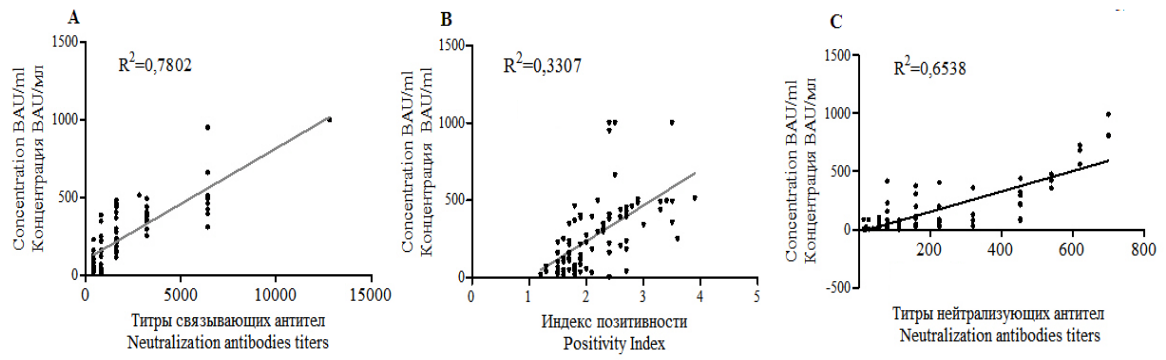 A
R²=0,7802
Concentration BAU/ml
Концентрация BAU/мл
1500
1000
500
0
0
5000
10000
15000
Титры связывающих антител
Neutralization antibodies titers
B
R²=0,3307
Concentration BAU/ml
Концентрация BAU/мл
1500
1000
500
0
0
1
2
3
4
5
Индекс позитивности
Positivity Index
C
R²=0,6538
Concentration BAU/ml
Концентрация BAU/мл
1500
1000
500
0
-500
200
400
600
800
Титры нейтрализующих антител
Neutralization antibodies titers